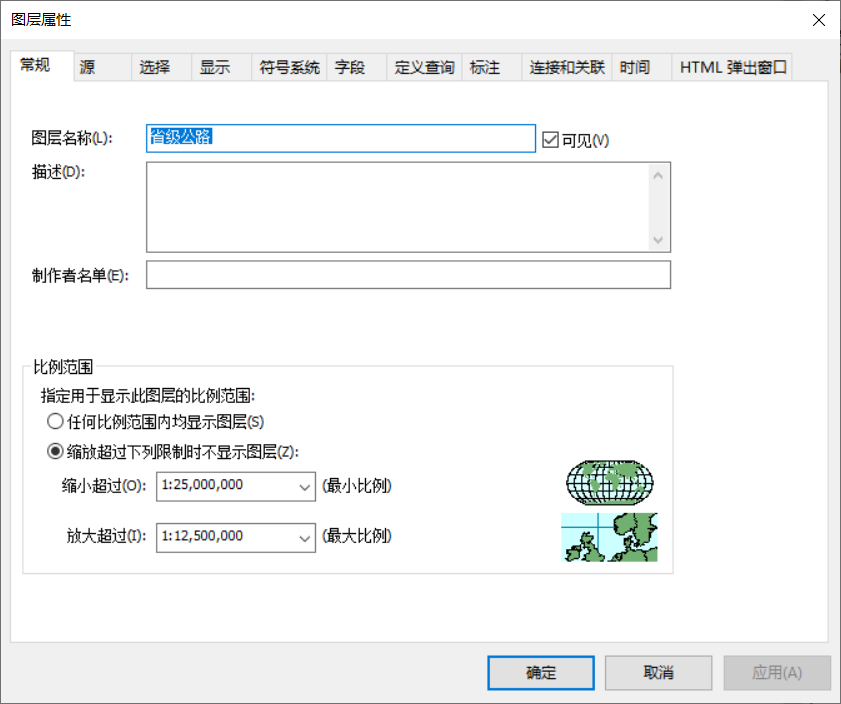 图层属性
常规 源 选择 显示 符号系统 字段 定义查询 标注 连接和关联 时间 HTML 弹出窗口
图层名称(L): 省级公路 可见(V)
描述(D):
制作者名单(E):
比例范围
指定用于显示此图层的比例范围:
任何比例范围内均显示图层(S)
缩放超过下列限制时不显示图层(Z):
缩小超过(O): 1:25,000,000 (最小比例)
放大超过(I): 1:12,500,000 (最大比例)
确定 取消 应用(A)